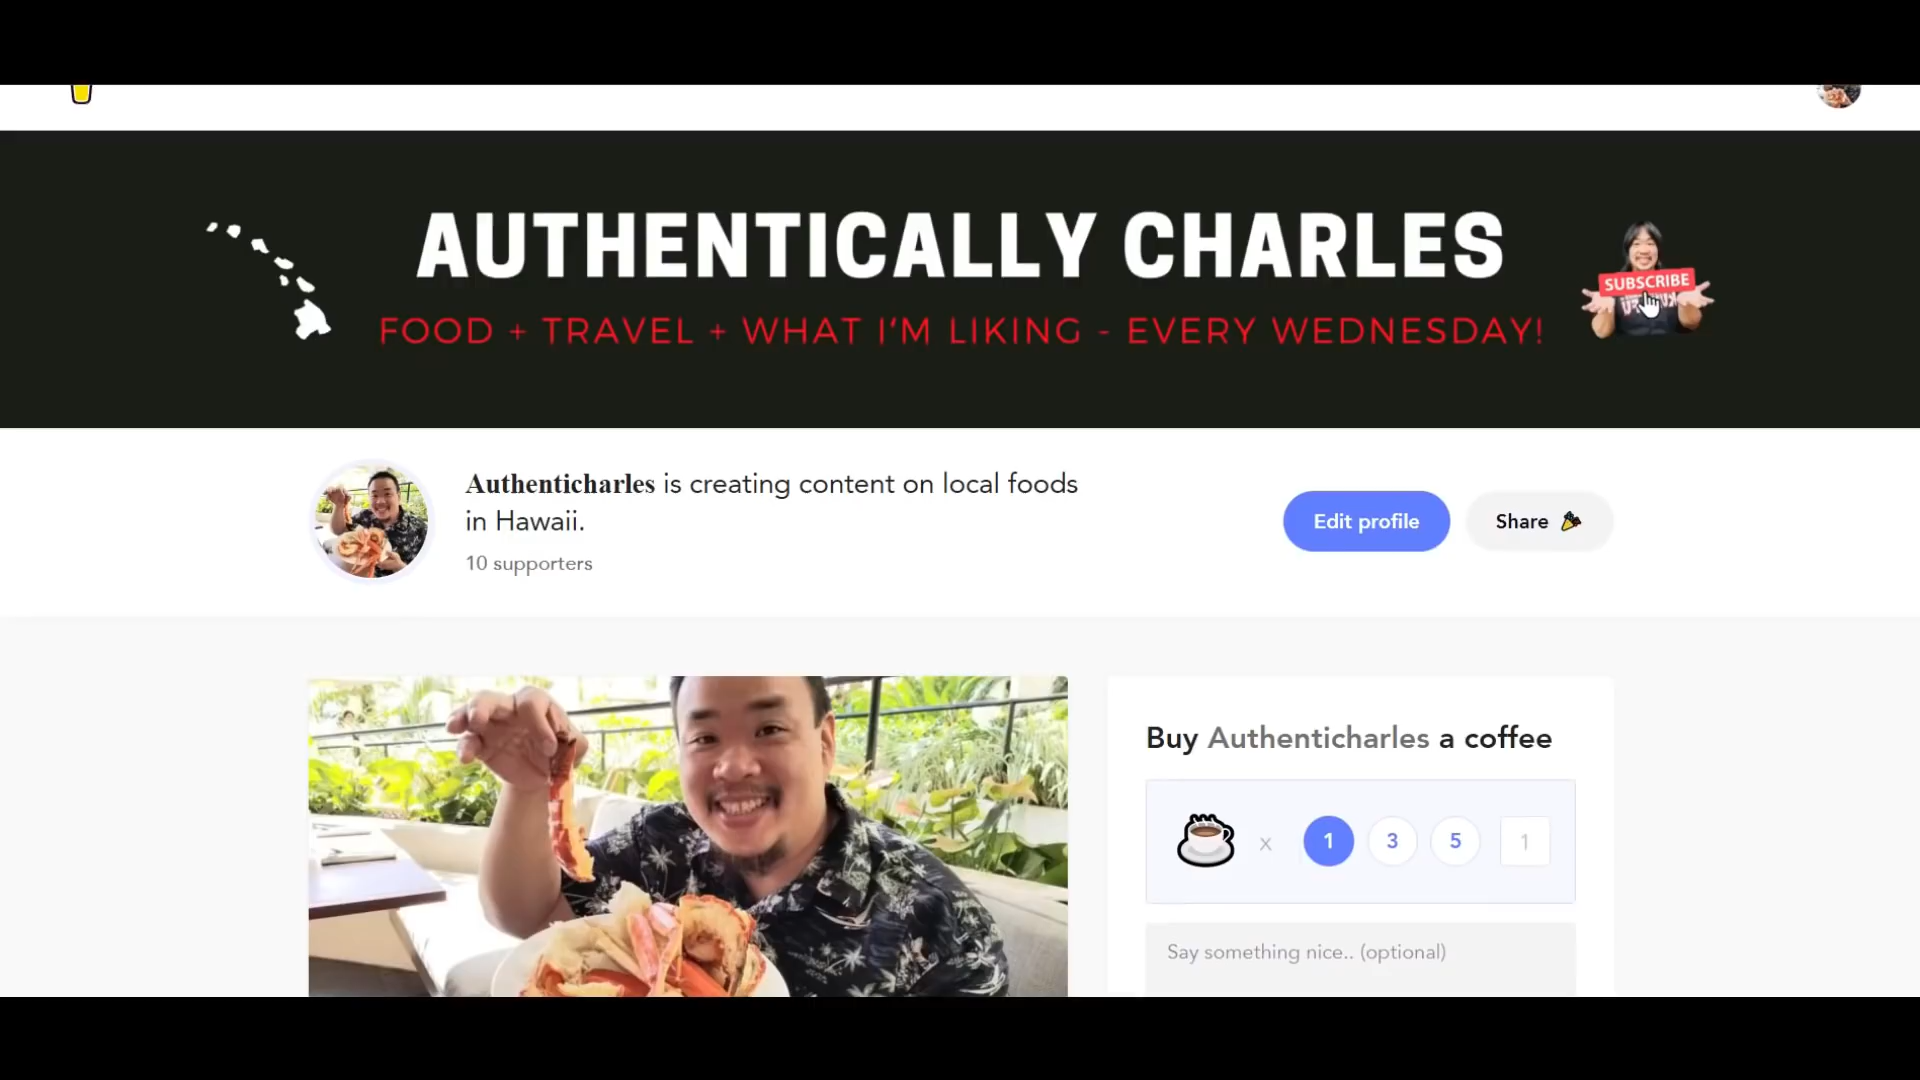 AUTHENTICALLY CHARLES
FOOD + TRAVEL + WHAT I'M LIKING - EVERY WEDNESDAY!
SUBSCRIBE
Authenticharles is creating content on local foods
in Hawaii.
10 supporters
Edit profile
Share
Buy Authenticharles a coffee
x 1 3 5 1
Say something nice.. (optional)